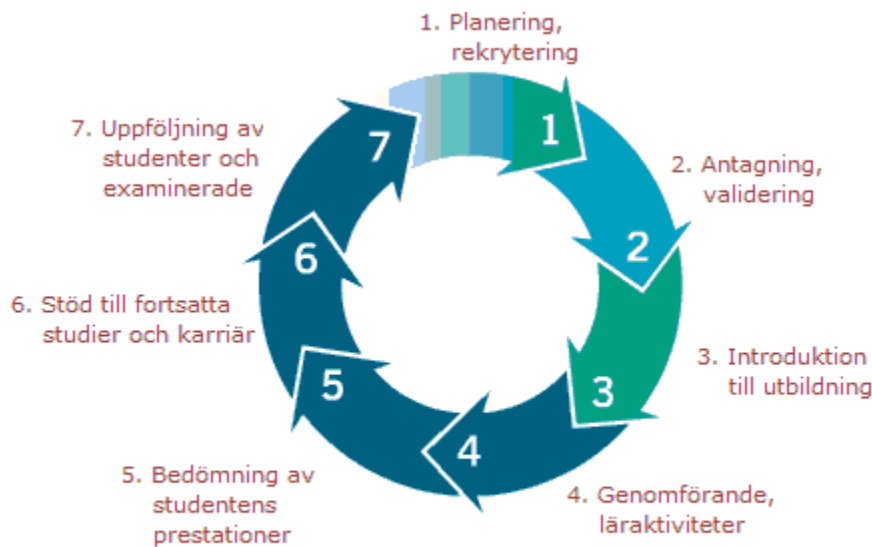 1. Planering,
rekrytering
1
2. Antagning,
validering
2
3. Introduktion
till utbildning
3
4. Genomförande,
läraktiviteter
4
5. Bedömning av
studentens
prestationer
5
6. Stöd till fortsatta
studier och karriär
6
7. Uppföljning av
studenter och
examinerade
7